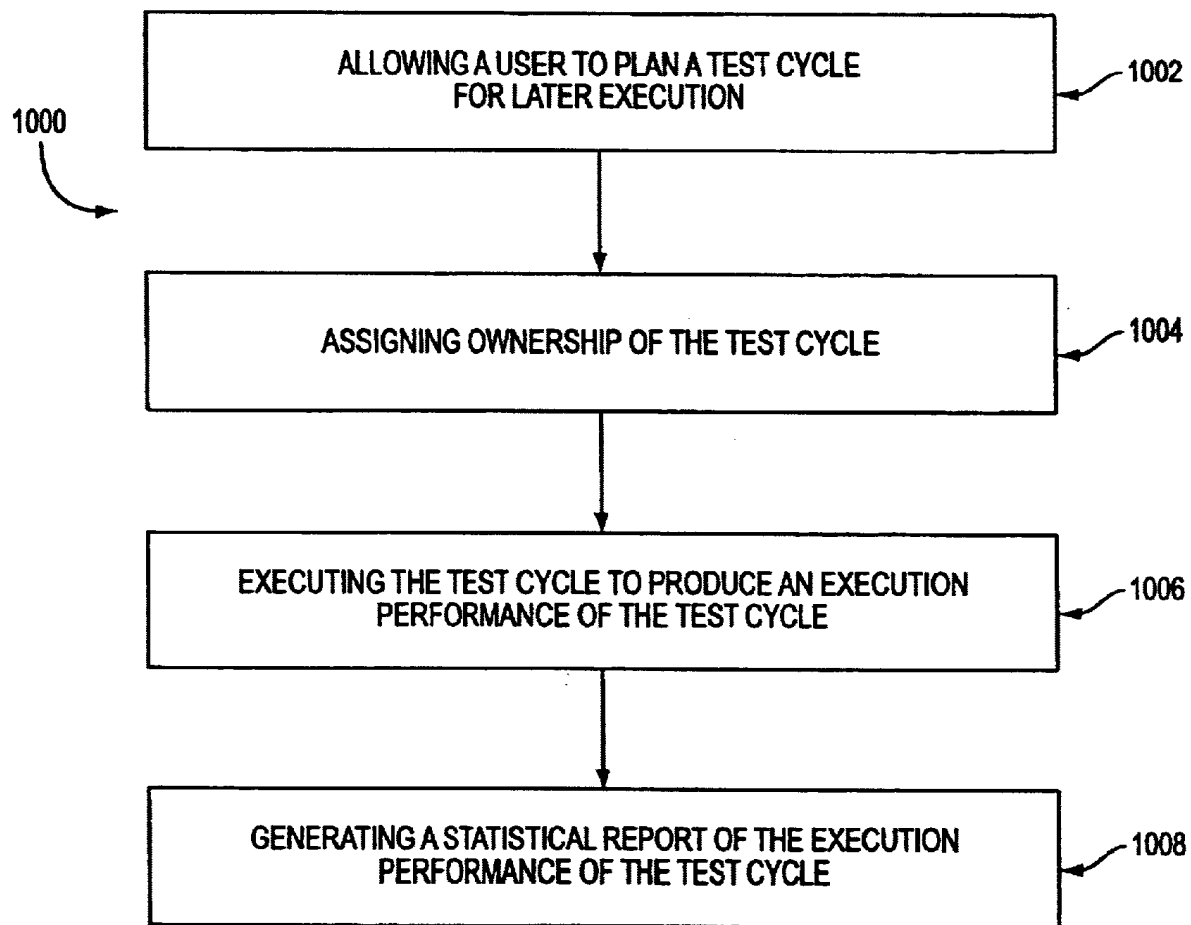 ALLOWING A USER TO PLAN A TEST CYCLE
FOR LATER EXECUTION
1002
1000
ASSIGNING OWNERSHIP OF THE TEST CYCLE
1004
EXECUTING THE TEST CYCLE TO PRODUCE AN EXECUTION
PERFORMANCE OF THE TEST CYCLE
1006
GENERATING A STATISTICAL REPORT OF THE EXECUTION
PERFORMANCE OF THE TEST CYCLE
1008